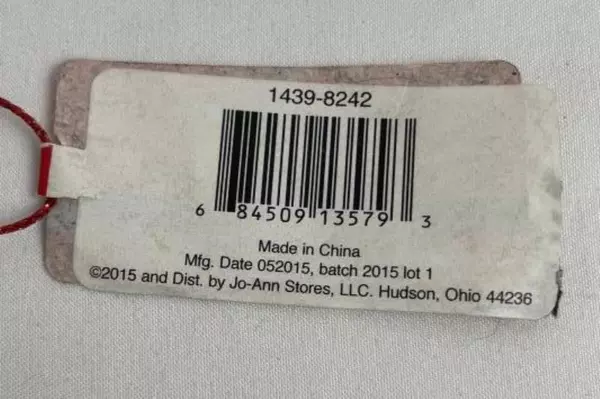 1439-8242
6 84509 13579 3
Made in China
Mfg. Date 052015, batch 2015 lot 1
©2015 and Dist. by Jo-Ann Stores, LLC. Hudson, Ohio 44236